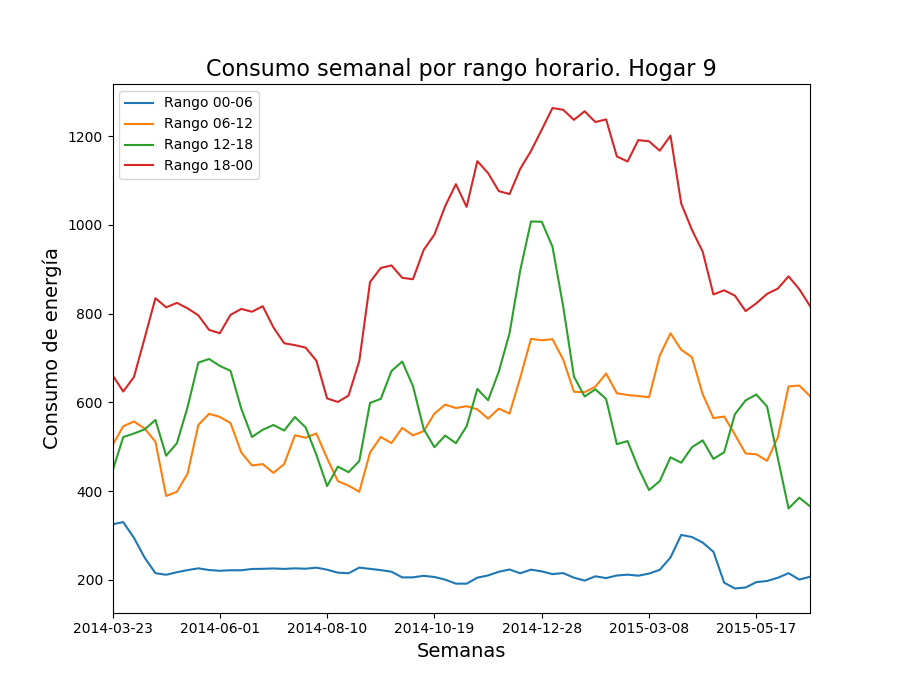 Consumo semanal por rango horario. Hogar 9
Rango 00-06
Rango 06-12
Rango 12-18
Rango 18-00
1200
1000
800
600
400
200
Consumo de energía
2014-03-23 2014-06-01 2014-08-10 2014-10-19 2014-12-28 2015-03-08 2015-05-17
Semanas